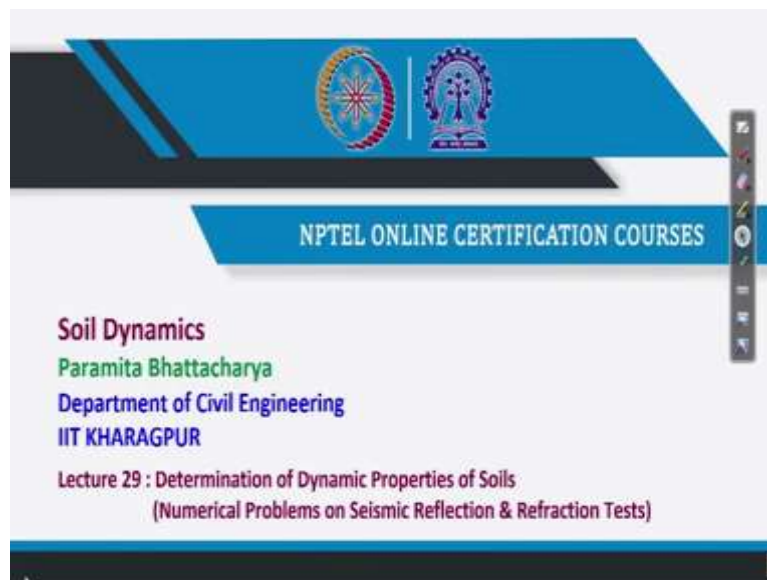 NPTEL ONLINE CERTIFICATION COURSES
Soil Dynamics
Paramita Bhattacharya
Department of Civil Engineering
IIT KHARAGPUR
Lecture 29 : Determination of Dynamic Properties of Soils
(Numerical Problems on Seismic Reflection & Refraction Tests)